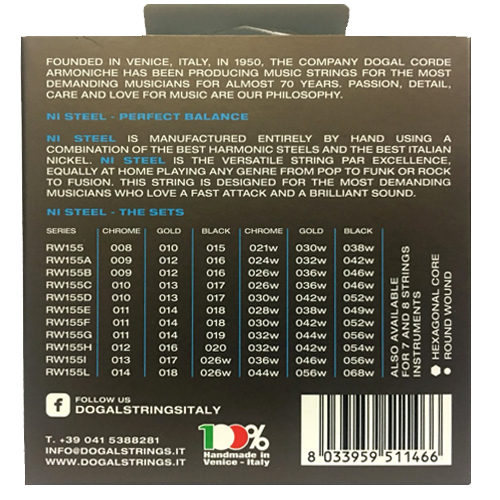 FOUNDED IN VENICE, ITALY, IN 1950, THE COMPANY DOGAL CORDE
ARMONICHE HAS BEEN PRODUCING MUSIC STRINGS FOR THE MOST
DEMANDING MUSICIANS FOR ALMOST 70 YEARS. PASSION, DETAIL,
CARE AND LOVE FOR MUSIC ARE OUR PHILOSOPHY.
NI STEEL - PERFECT BALANCE
NI STEEL IS MANUFACTURED ENTIRELY BY HAND USING A
COMBINATION OF THE BEST HARMONIC STEELS AND THE BEST ITALIAN
NICKEL. NI STEEL IS THE VERSATILE STRING PAR EXCELLENCE,
EQUALLY AT HOME PLAYING ANY GENRE FROM POP TO FUNK OR ROCK
TO FUSION. THIS STRING IS DESIGNED FOR THE MOST DEMANDING
MUSICIANS WHO LOVE A FAST ATTACK AND A BRILLIANT SOUND.
NI STEEL - THE SETS
SERIES CHROME GOLD BLACK CHROME GOLD BLACK
RW155 008 010 015 021w 030w 038w
RW155A 009 012 016 024w 032w 042w
RW155B 009 012 016 026w 036w 046w
RW155C 010 013 017 026w 036w 046w
RW155D 010 013 017 030w 042w 052w
RW155E 011 014 018 028w 038w 049w
RW155F 011 014 018 030w 042w 052w
RW155G 011 014 019 032w 044w 056w
RW155H 012 016 020 032w 042w 054w
RW155I 013 017 026w 036w 046w 056w
RW155L 014 018 026w 044w 056w 068w
ALSO AVAILABLE
FOR 7 AND 8 STRINGS
INSTRUMENTS
HEXAGONAL CORE
ROUND WOUND
f FOLLOW US
DOGALSTRINGSITALY
T. +39 041 5388281
INFO@DOGALSTRINGS.IT
WWW.DOGALSTRINGS.IT
100%
Handmade in
Venice - Italy
8 033959 511466